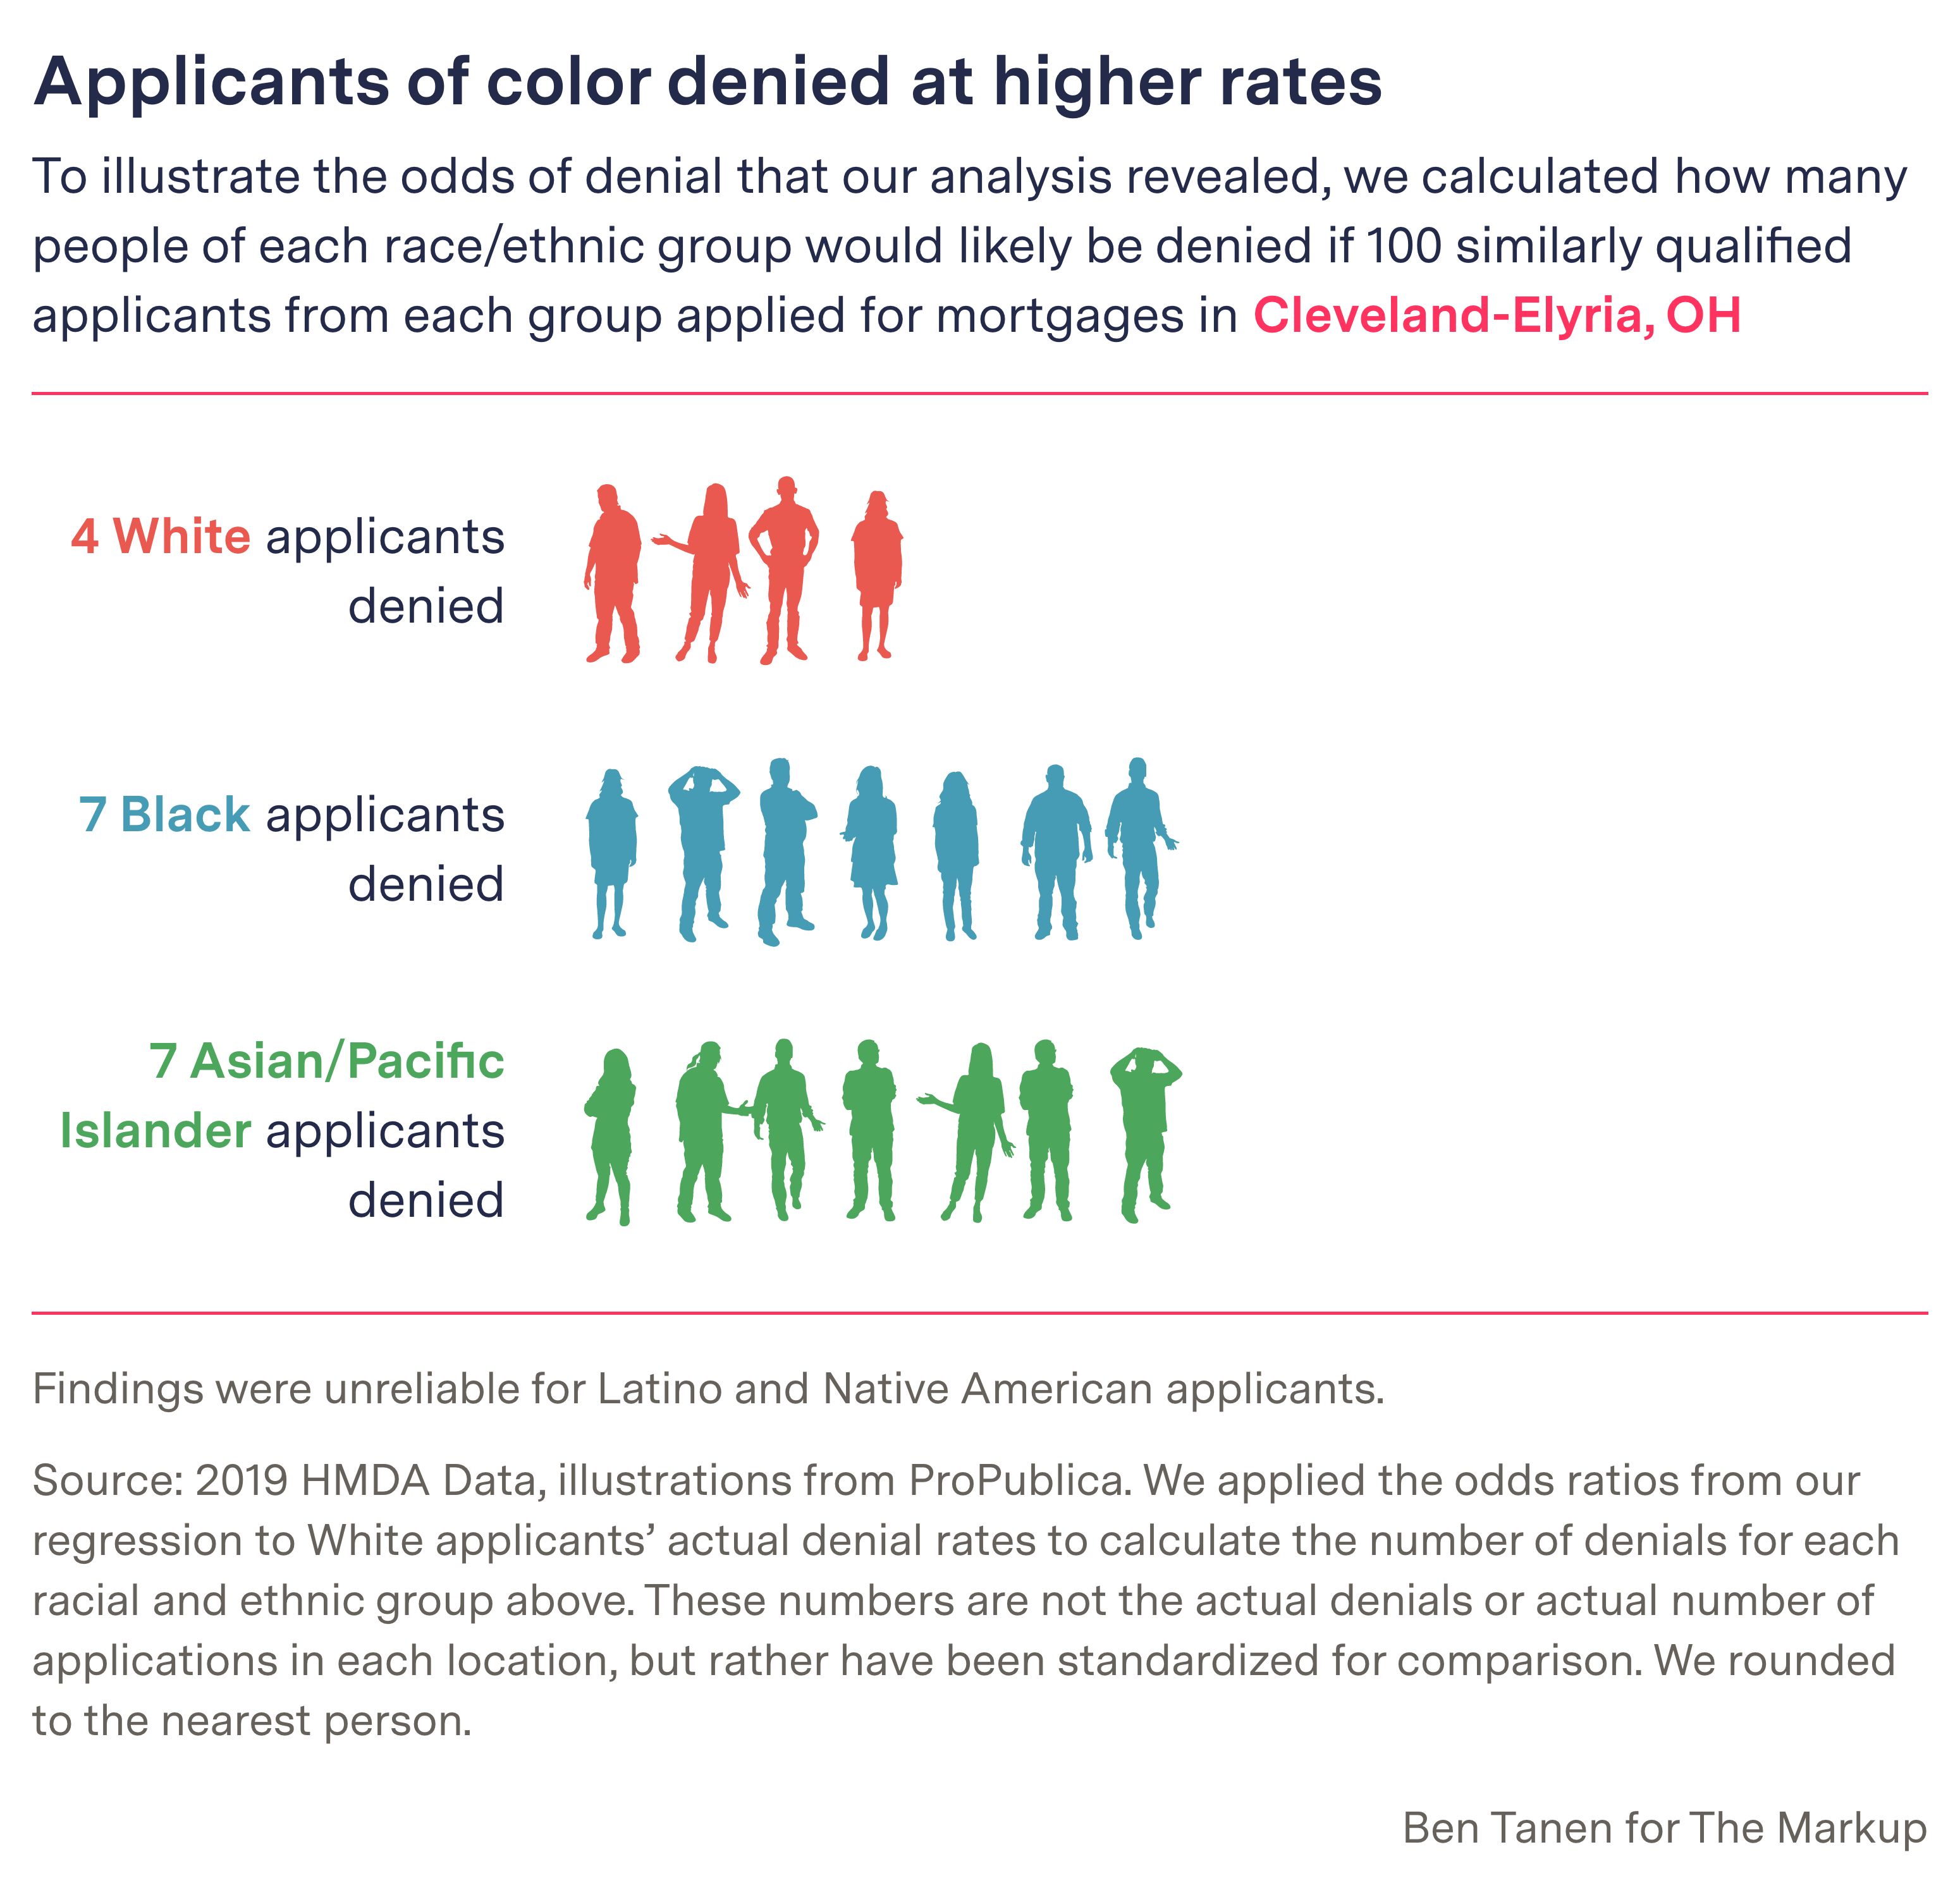 Applicants of color denied at higher rates
To illustrate the odds of denial that our analysis revealed, we calculated how many
people of each race/ethnic group would likely be denied if 100 similarly qualified
applicants from each group applied for mortgages in Cleveland-Elyria, OH
4 White applicants
denied
7 Black applicants
denied
7 Asian/Pacific
Islander applicants
denied
Findings were unreliable for Latino and Native American applicants.
Source: 2019 HMDA Data, illustrations from ProPublica. We applied the odds ratios from our
regression to White applicants’ actual denial rates to calculate the number of denials for each
racial and ethnic group above. These numbers are not the actual denials or actual number of
applications in each location, but rather have been standardized for comparison. We rounded
to the nearest person.
Ben Tanen for The Markup